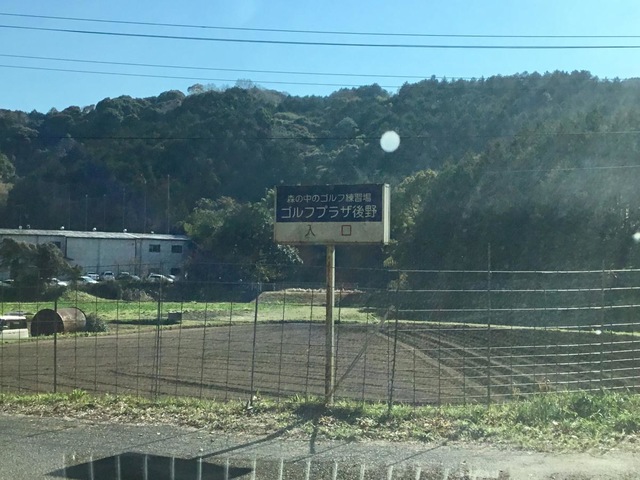 森の中のゴルフ練習場
ゴルフプラザ後野
入口